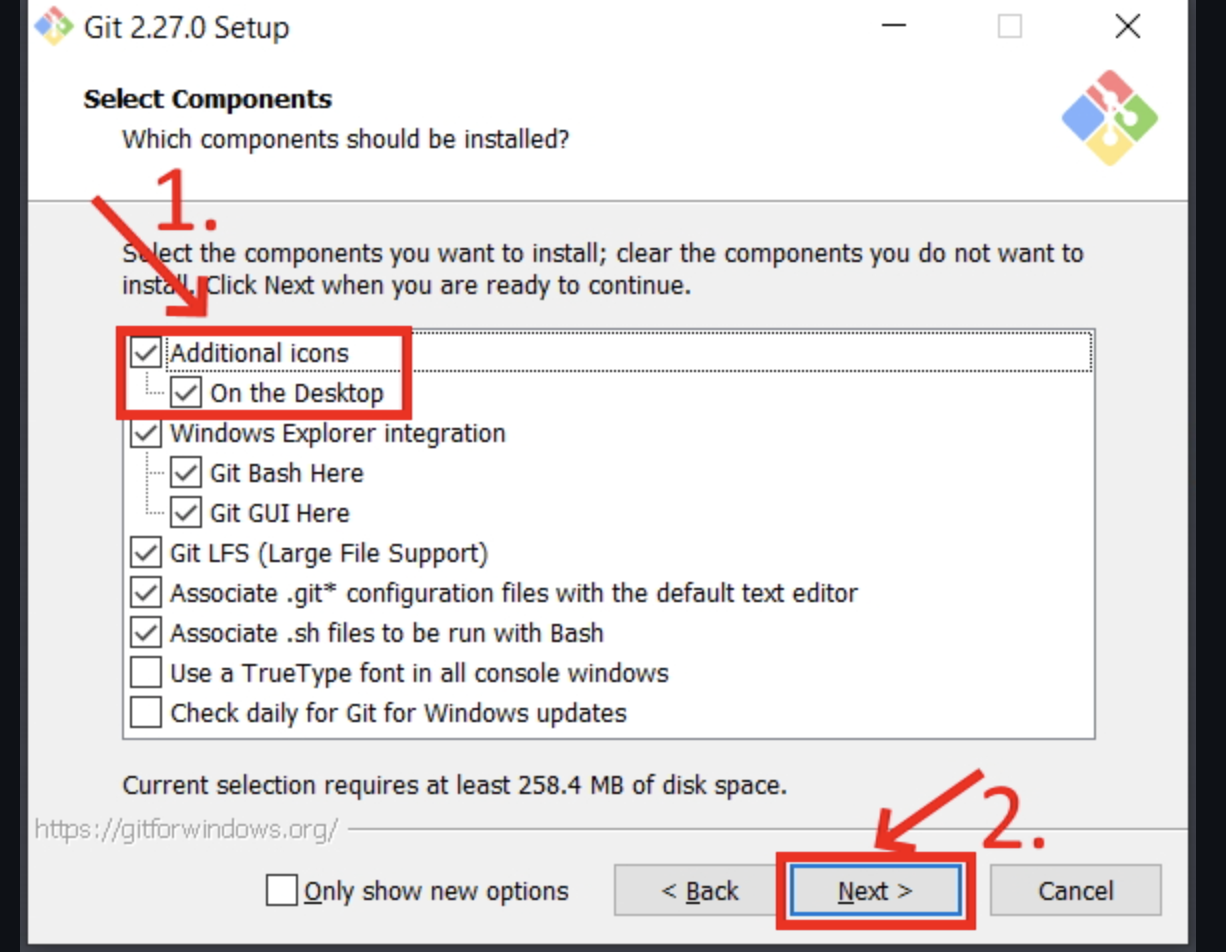 Git 2.27.0 Setup
Select Components
Which components should be installed?
1.
Select the components you want to install; clear the components you do not want to
install. Click Next when you are ready to continue.
Additional icons
On the Desktop
Windows Explorer integration
Git Bash Here
Git GUI Here
Git LFS (Large File Support)
Associate .git* configuration files with the default text editor
Associate .sh files to be run with Bash
Use a TrueType font in all console windows
Check daily for Git for Windows updates
Current selection requires at least 258.4 MB of disk space.
2.
https://gitforwindows.org/
Only show new options
< Back
Next >
Cancel